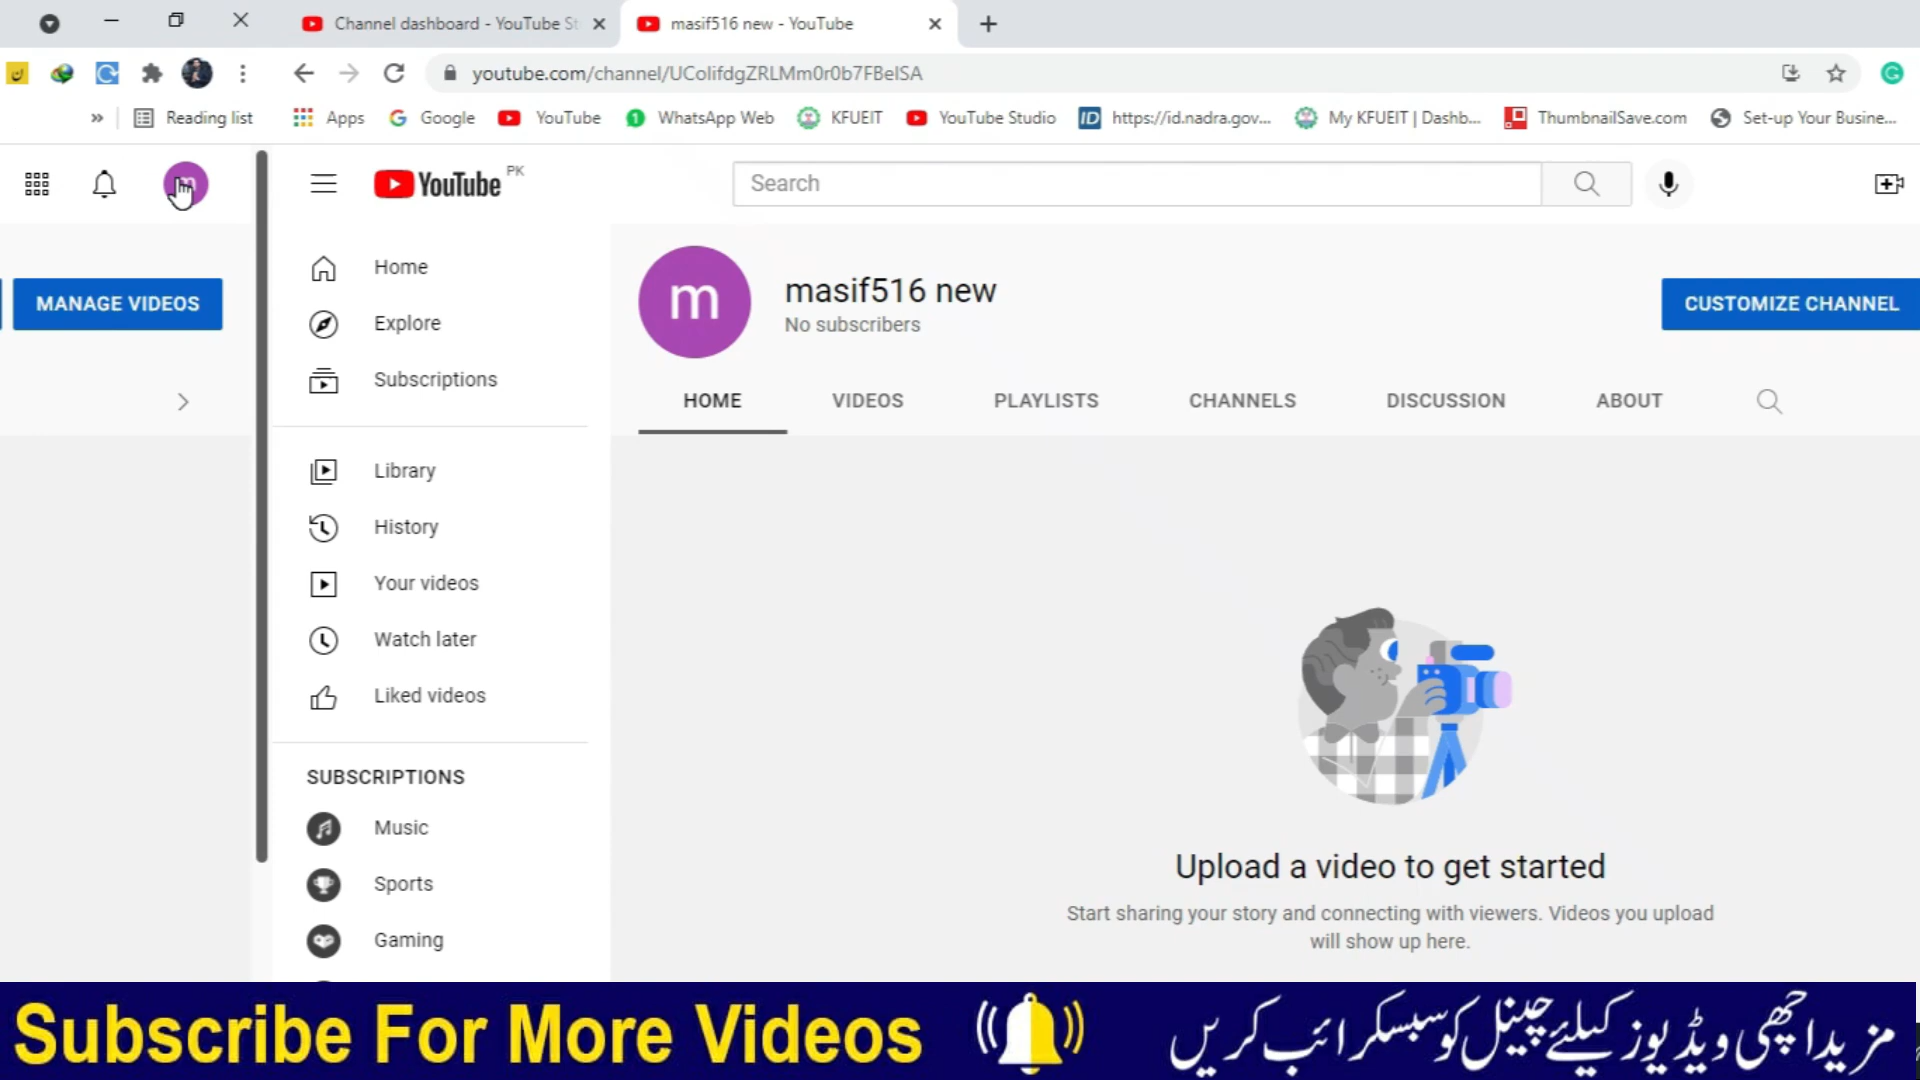 Channel dashboard - YouTube St
masif516 new - YouTube
youtube.com/channel/UColifdgZRLMm0r0b7FBelSA
» Reading list Apps Google YouTube WhatsApp Web KFUEIT YouTube Studio https://id.nadra.gov... My KFUEIT | Dashb... ThumbnailSave.com Set-up Your Busine...
YouTube PK
Search
MANAGE VIDEOS
Home
Explore
Subscriptions
Library
History
Your videos
Watch later
Liked videos
SUBSCRIPTIONS
Music
Sports
Gaming
m
masif516 new
No subscribers
CUSTOMIZE CHANNEL
HOME VIDEOS PLAYLISTS CHANNELS DISCUSSION ABOUT
Upload a video to get started
Start sharing your story and connecting with viewers. Videos you upload
will show up here.
Subscribe For More Videos
مزید اچھی ویڈیوز کیلئے چینل کو سبسکرائب کریں